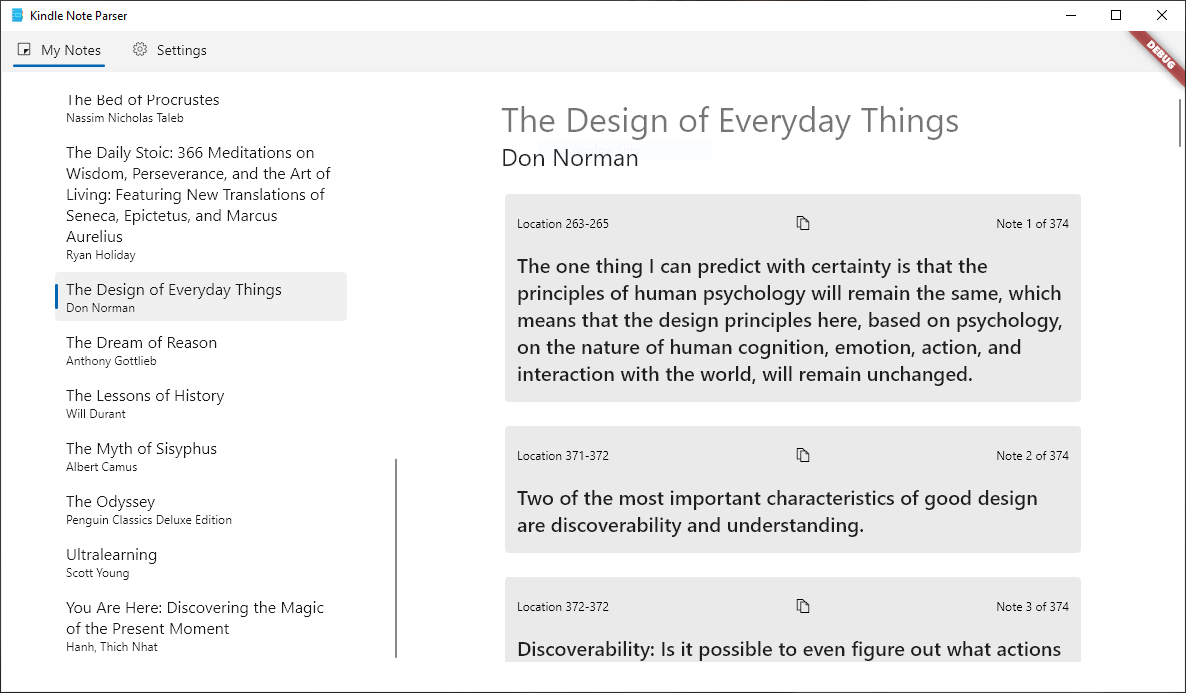 Kindle Note Parser
My Notes
Settings
DEBUG
The Bed of Procrustes
Nassim Nicholas Taleb
The Daily Stoic: 366 Meditations on
Wisdom, Perseverance, and the Art of
Living: Featuring New Translations of
Seneca, Epictetus, and Marcus
Aurelius
Ryan Holiday
The Design of Everyday Things
Don Norman
The Dream of Reason
Anthony Gottlieb
The Lessons of History
Will Durant
The Myth of Sisyphus
Albert Camus
The Odyssey
Penguin Classics Deluxe Edition
Ultralearning
Scott Young
You Are Here: Discovering the Magic
of the Present Moment
Hanh, Thich Nhat
The Design of Everyday Things
Don Norman
Location 263-265
Note 1 of 374
The one thing I can predict with certainty is that the
principles of human psychology will remain the same, which
means that the design principles here, based on psychology,
on the nature of human cognition, emotion, action, and
interaction with the world, will remain unchanged.
Location 371-372
Note 2 of 374
Two of the most important characteristics of good design
are discoverability and understanding.
Location 372-372
Note 3 of 374
Discoverability: Is it possible to even figure out what actions